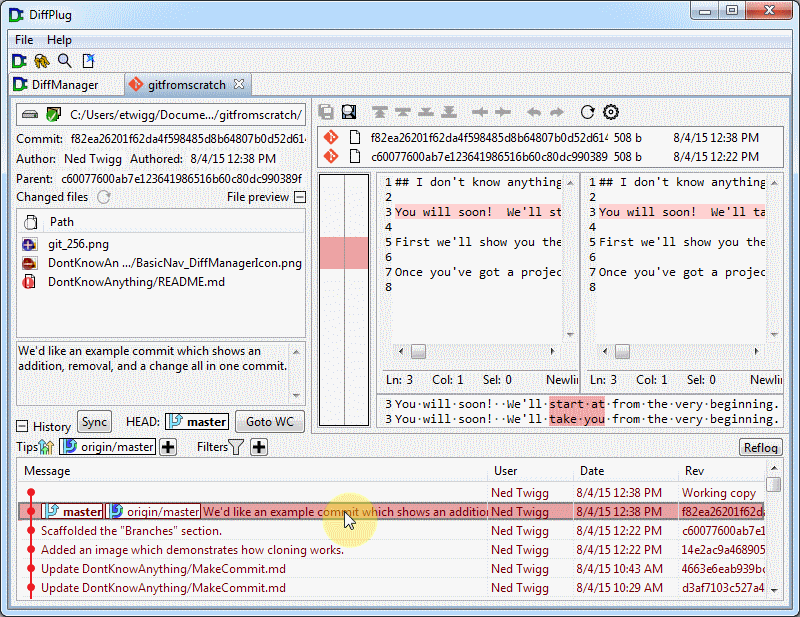 DiffPlug
File Help
DiffManager
gitfromscratch
C:/Users/etwigg/Docume.../gitfromscratch/
Commit: f82ea26201f62da4f598485d8b64807b0d52d61
Author: Ned Twigg Authored: 8/4/15 12:38 PM
Parent: c60077600ab7e123641986516b60c80dc990389f
Changed files
File preview
Path
git_256.png
DontKnowAn .../BasicNav_DiffManagerIcon.png
DontKnowAnything/README.md
We'd like an example commit which shows an
addition, removal, and a change all in one commit.
f82ea26201f62da4f598485d8b64807b0d52d614 508 b 8/4/15 12:38 PM
c60077600ab7e123641986516b60c80dc990389 508 b 8/4/15 12:22 PM
1 ## I don't know anything
2
3 You will soon!  We'll st
4
5 First we'll show you the
6
7 Once you've got a projec
8
Ln: 3 Col: 1 Sel: 0 Newlin
1 ## I don't know anything
2
3 You will soon!  We'll ta
4
5 First we'll show you the
6
7 Once you've got a projec
8
Ln: 3 Col: 1 Sel: 0 Newlin
3 You·will·soon!··We'll·start·at·from·the·very·beginning.
3 You·will·soon!··We'll·take·you·from·the·very·beginning.
History Sync HEAD: master Goto WC
Tips origin/master Filters Reflog
Message User Date Rev
Ned Twigg 8/4/15 12:38 PM Working copy
master origin/master We'd like an example commit which shows an addition Ned Twigg 8/4/15 12:38 PM f82ea26201f62d
Scaffolded the "Branches" section. Ned Twigg 8/4/15 12:22 PM c60077600ab7e1
Added an image which demonstrates how cloning works. Ned Twigg 8/4/15 12:22 PM 14e2ac9a468905
Update DontKnowAnything/MakeCommit.md Ned Twigg 8/4/15 10:43 AM 4663e6eab939b
Update DontKnowAnything/MakeCommit.md Ned Twigg 8/4/15 10:29 AM d3af7103c527a4